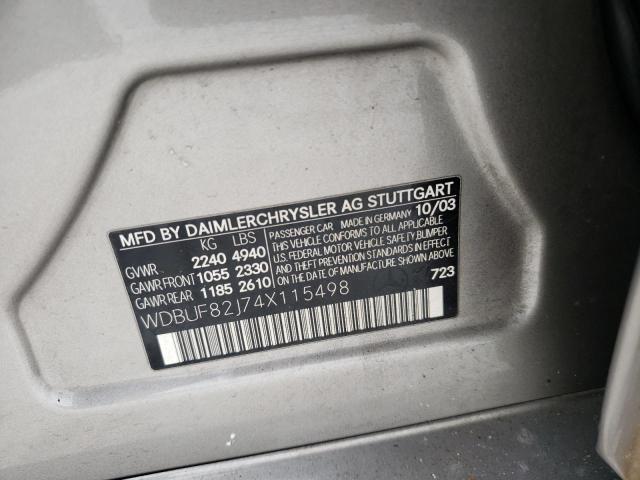 MFD BY DAIMLERCHRYSLER AG STUTTGART
KG LBS
GVWR 2240 4940
GAWR.FRONT 1055 2330
GAWR.REAR 1185 2610
PASSENGER CAR MADE IN GERMANY 10/03
THIS VEHICLE CONFORMS TO ALL APPLICABLE
U.S. FEDERAL MOTOR VEHICLE SAFETY, BUMPER
AND THEFT PREVENTION STANDARDS IN EFFECT
ON THE DATE OF MANUFACTURE SHOWN ABOVE
723
WDBUF82J74X115498